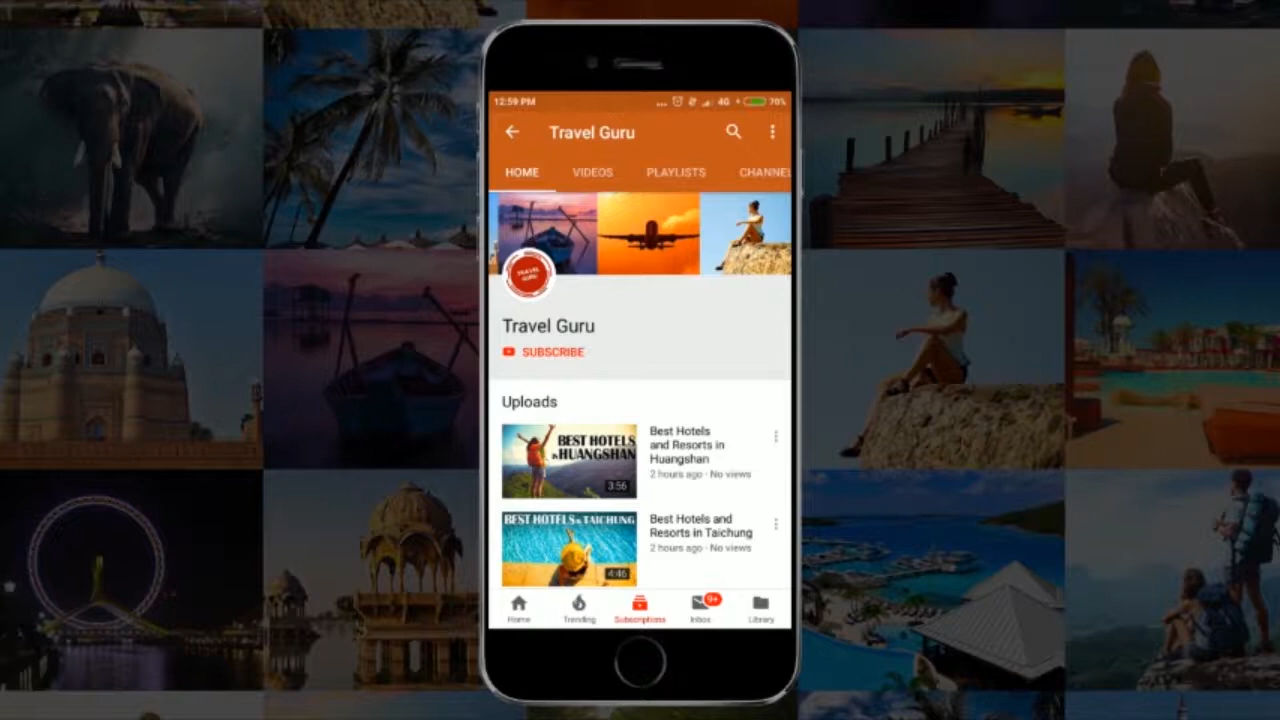 12:59 PM
4G
70%
Travel Guru
HOME
VIDEOS
PLAYLISTS
CHANNEL
TRAVEL
GURU
Travel Guru
SUBSCRIBE
Uploads
BEST HOTELS
IN HUANGSHAN
3:56
Best Hotels
and Resorts in
Huangshan
2 hours ago · No views
BEST HOTELS IN TAICHUNG
4:46
Best Hotels and
Resorts in Taichung
2 hours ago · No views
Home
Trending
Subscriptions
9+
Inbox
Library